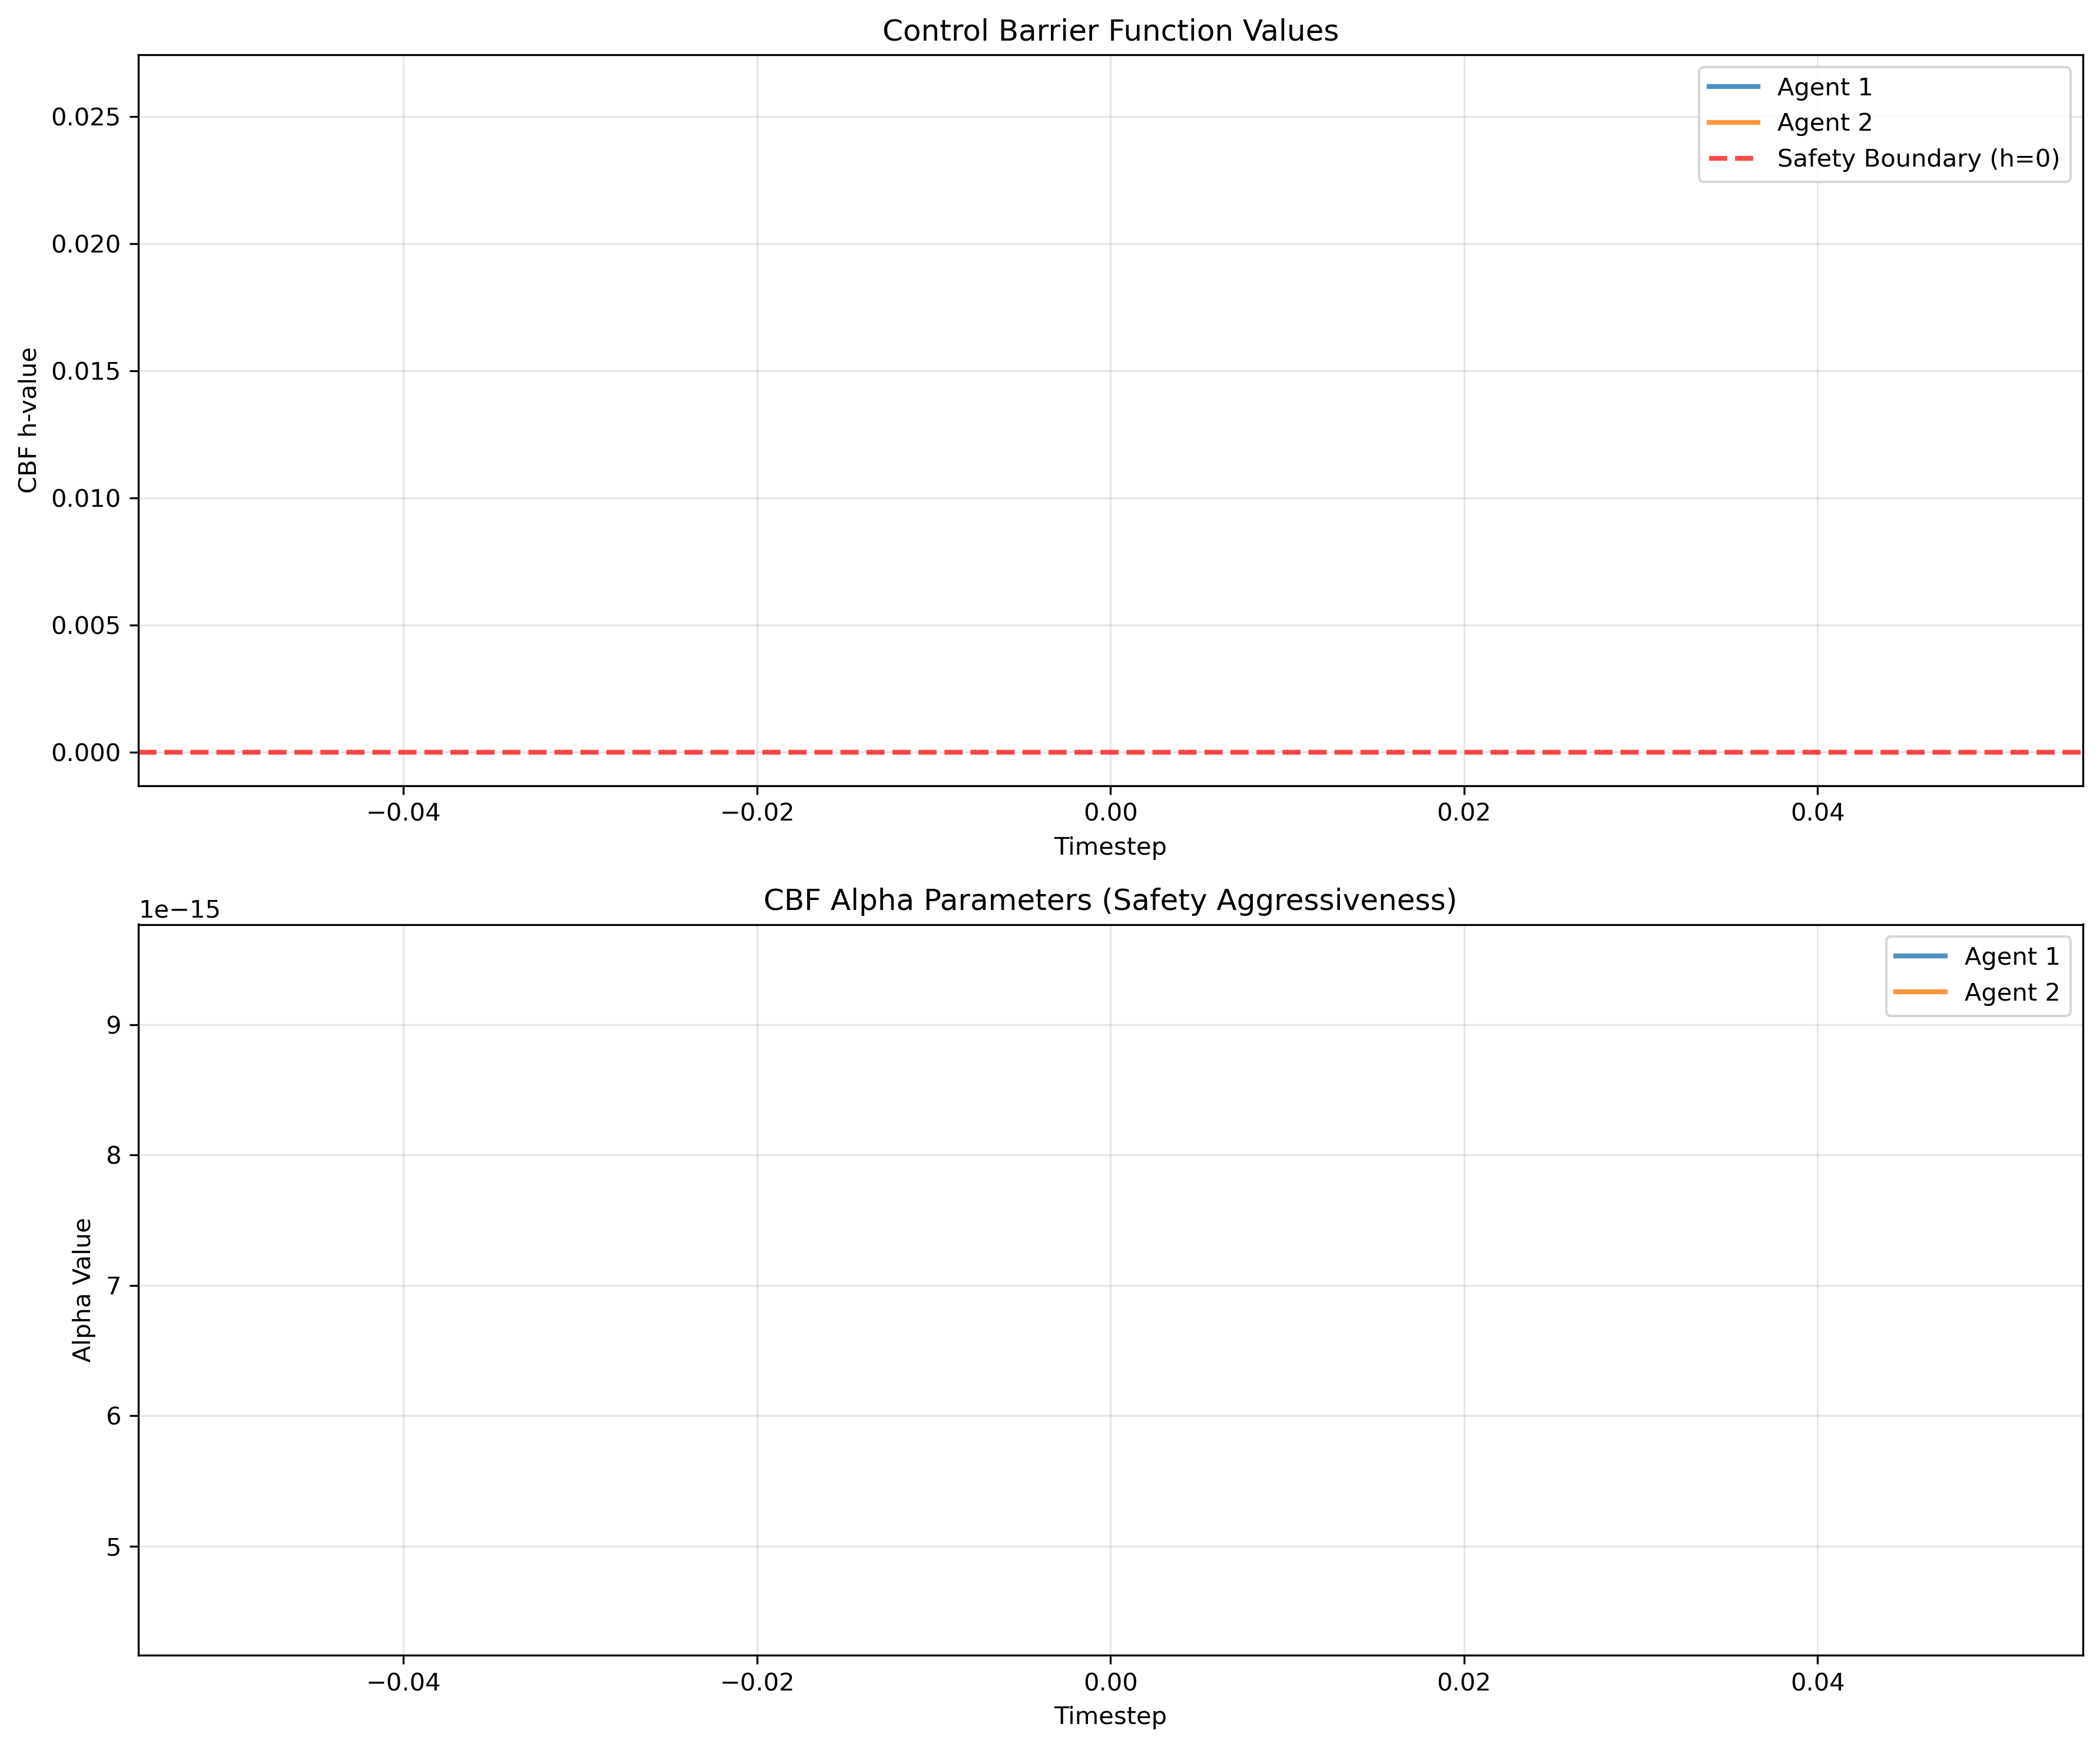 Control Barrier Function Values
Agent 1
Agent 2
Safety Boundary (h=0)
CBF h-value
0.025
0.020
0.015
0.010
0.005
0.000
−0.04 −0.02 0.00 0.02 0.04
Timestep
CBF Alpha Parameters (Safety Aggressiveness)
1e−15
Agent 1
Agent 2
Alpha Value
9
8
7
6
5
−0.04 −0.02 0.00 0.02 0.04
Timestep